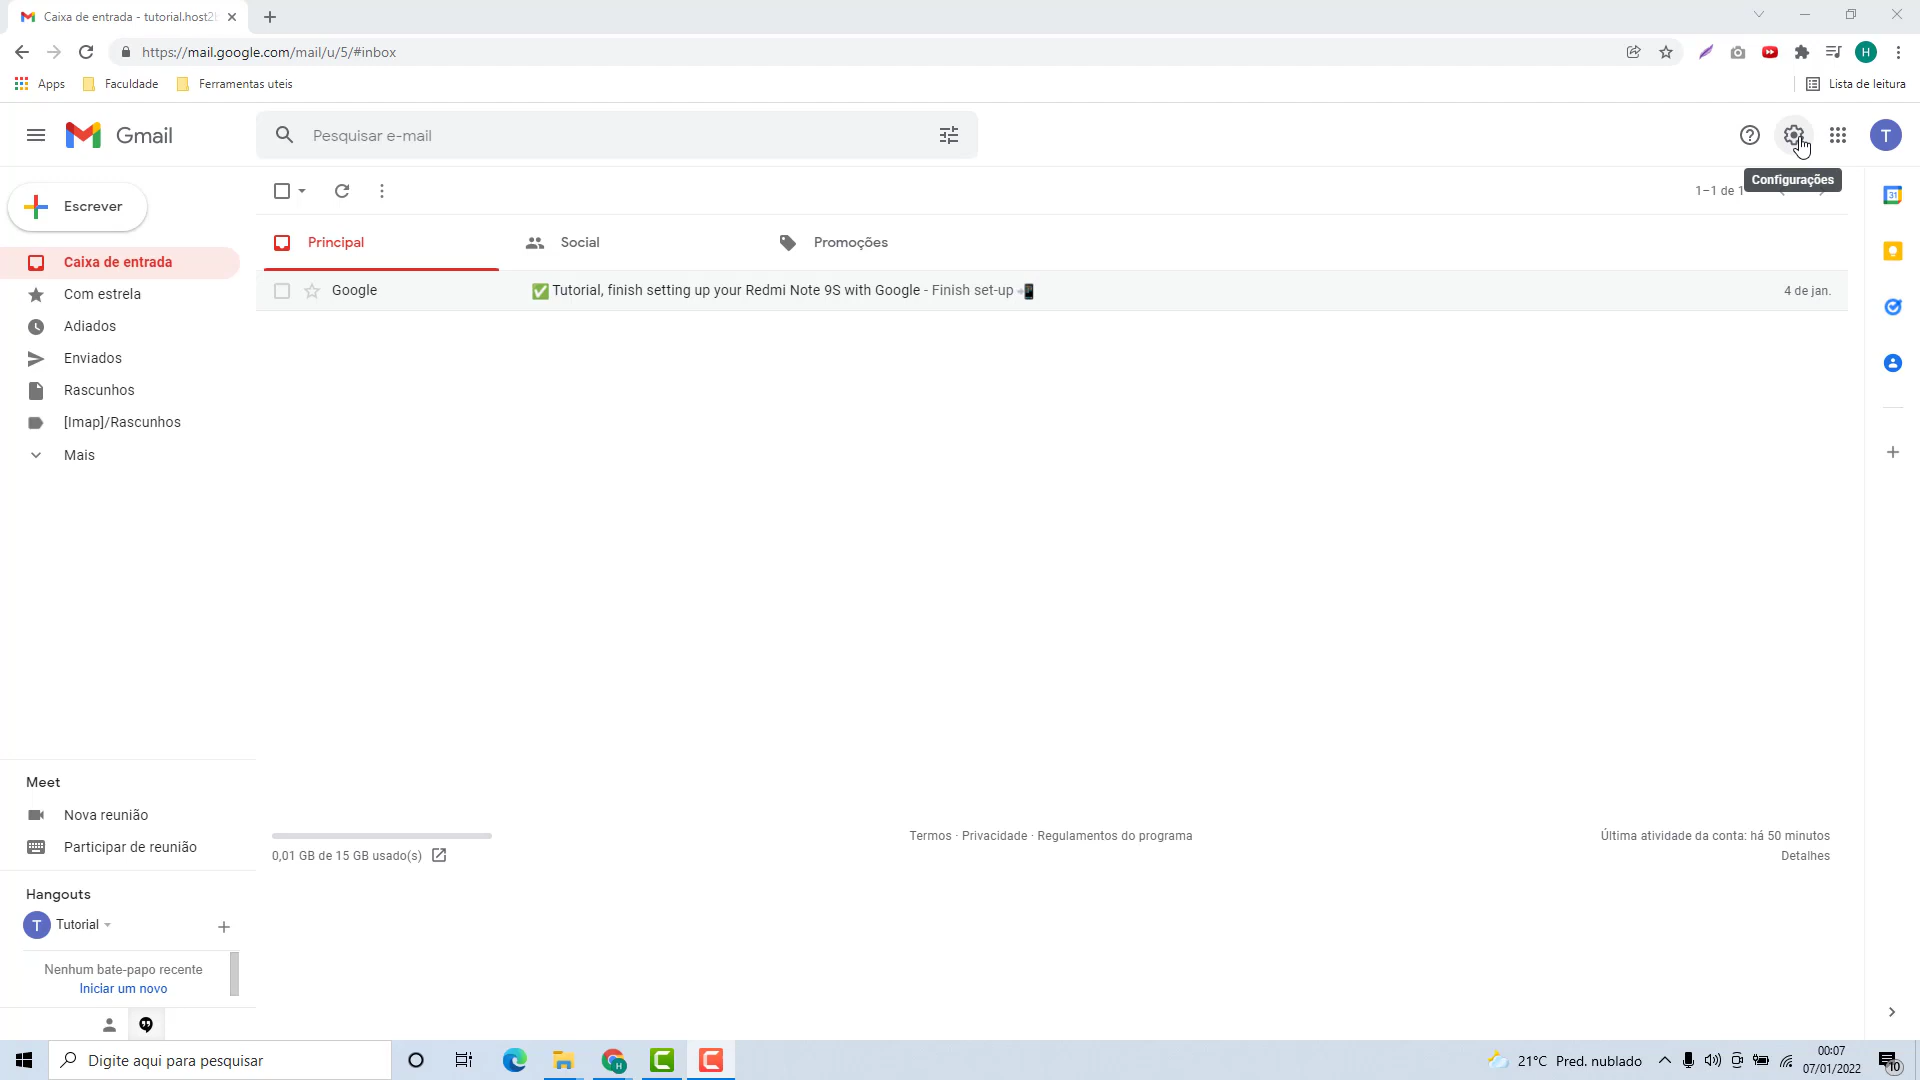 Caixa de entrada - tutorial.host2b
https://mail.google.com/mail/u/5/#inbox
H
Apps
Faculdade
Ferramentas uteis
Lista de leitura
Gmail
Pesquisar e-mail
T
Configurações
Escrever
1–1 de 1
31
Principal
Social
Promoções
Caixa de entrada
Google
✅ Tutorial, finish setting up your Redmi Note 9S with Google - Finish set-up 📲
4 de jan.
Com estrela
Adiados
Enviados
Rascunhos
[Imap]/Rascunhos
Mais
Meet
Nova reunião
Participar de reunião
Termos · Privacidade · Regulamentos do programa
Última atividade da conta: há 50 minutos
0,01 GB de 15 GB usado(s)
Detalhes
Hangouts
T
Tutorial
Nenhum bate-papo recente
Iniciar um novo
Digite aqui para pesquisar
H
21°C Pred. nublado
00:07
07/01/2022
10